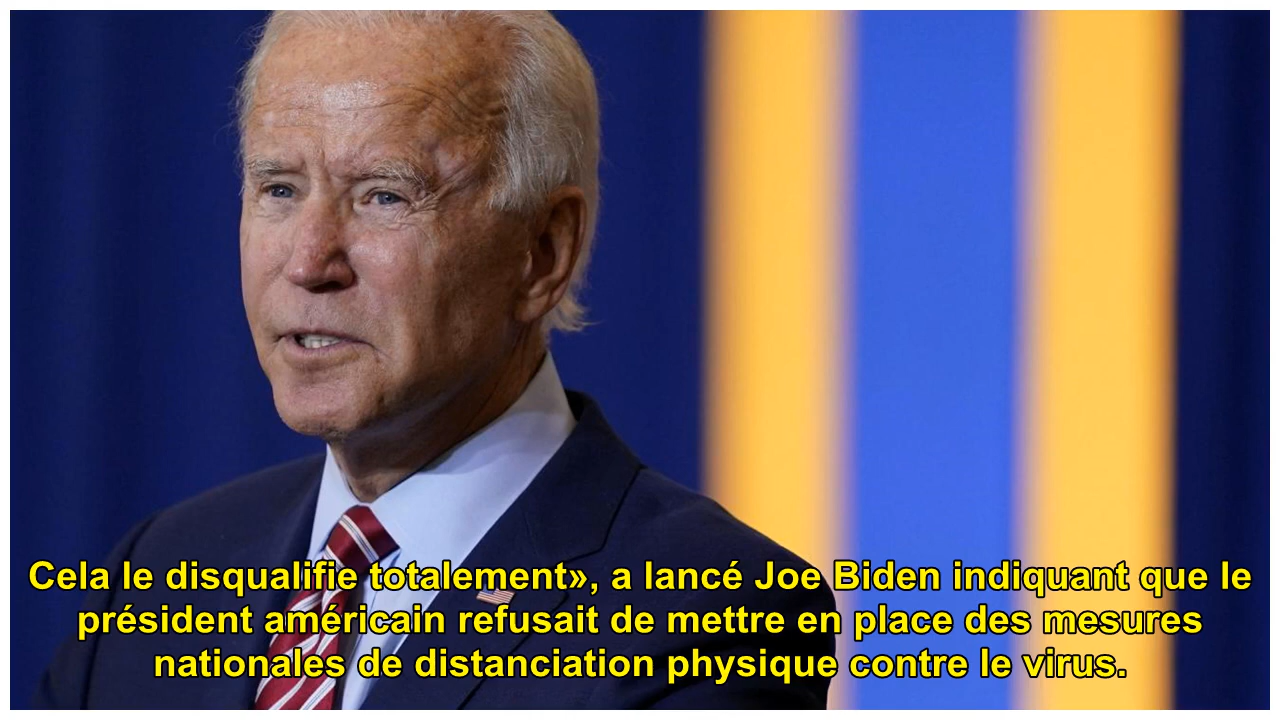 Cela le disqualifie totalement», a lancé Joe Biden indiquant que le
président américain refusait de mettre en place des mesures
nationales de distanciation physique contre le virus.